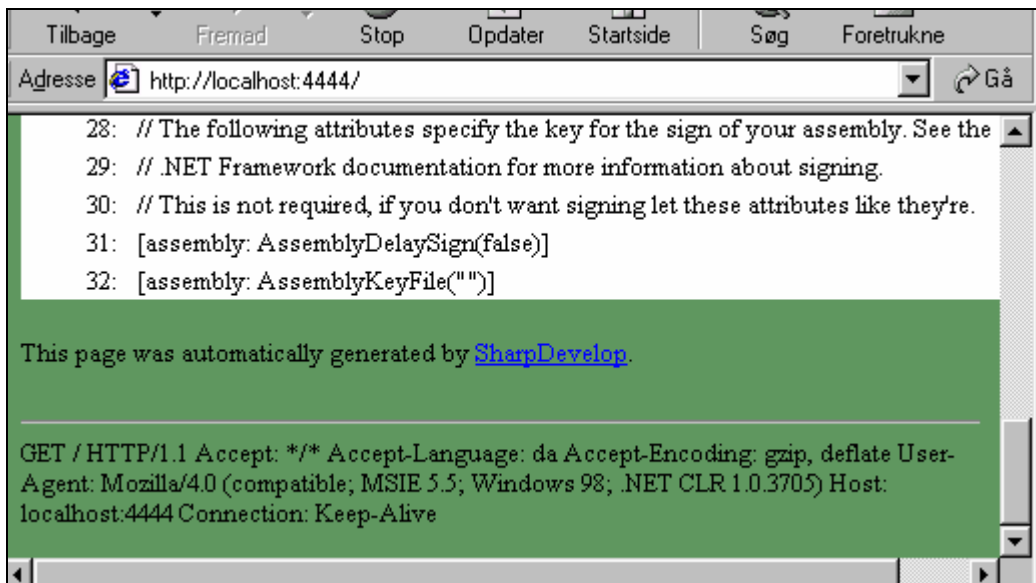 Tilbage Fremad Stop Opdater Startside Søg Foretrukne
Adresse http://localhost:4444/ Gå
28: // The following attributes specify the key for the sign of your assembly. See the
29: // .NET Framework documentation for more information about signing.
30: // This is not required, if you don't want signing let these attributes like they're.
31: [assembly: AssemblyDelaySign(false)]
32: [assembly: AssemblyKeyFile("")]
This page was automatically generated by SharpDevelop.
GET / HTTP/1.1 Accept: */* Accept-Language: da Accept-Encoding: gzip, deflate User-
Agent: Mozilla/4.0 (compatible; MSIE 5.5; Windows 98; .NET CLR 1.0.3705) Host:
localhost:4444 Connection: Keep-Alive